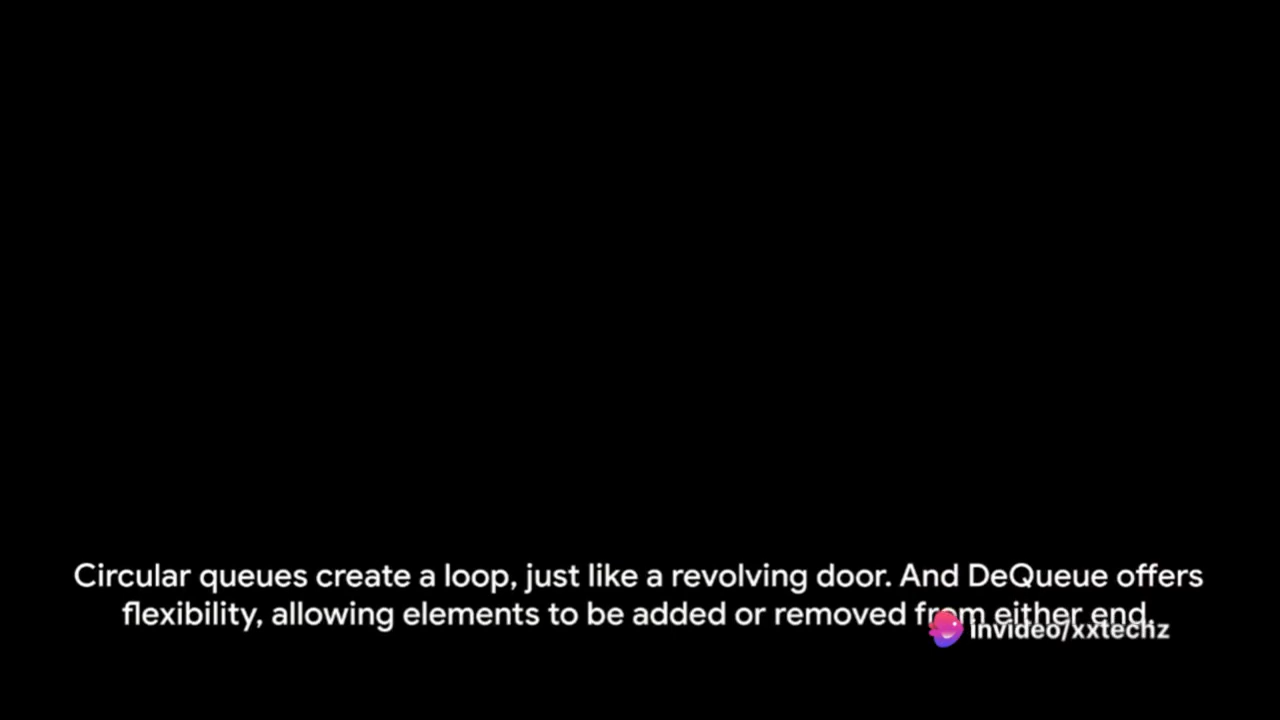 Circular queues create a loop, just like a revolving door. And DeQueue offers
flexibility, allowing elements to be added or removed from either end.
invideo/xxtechz